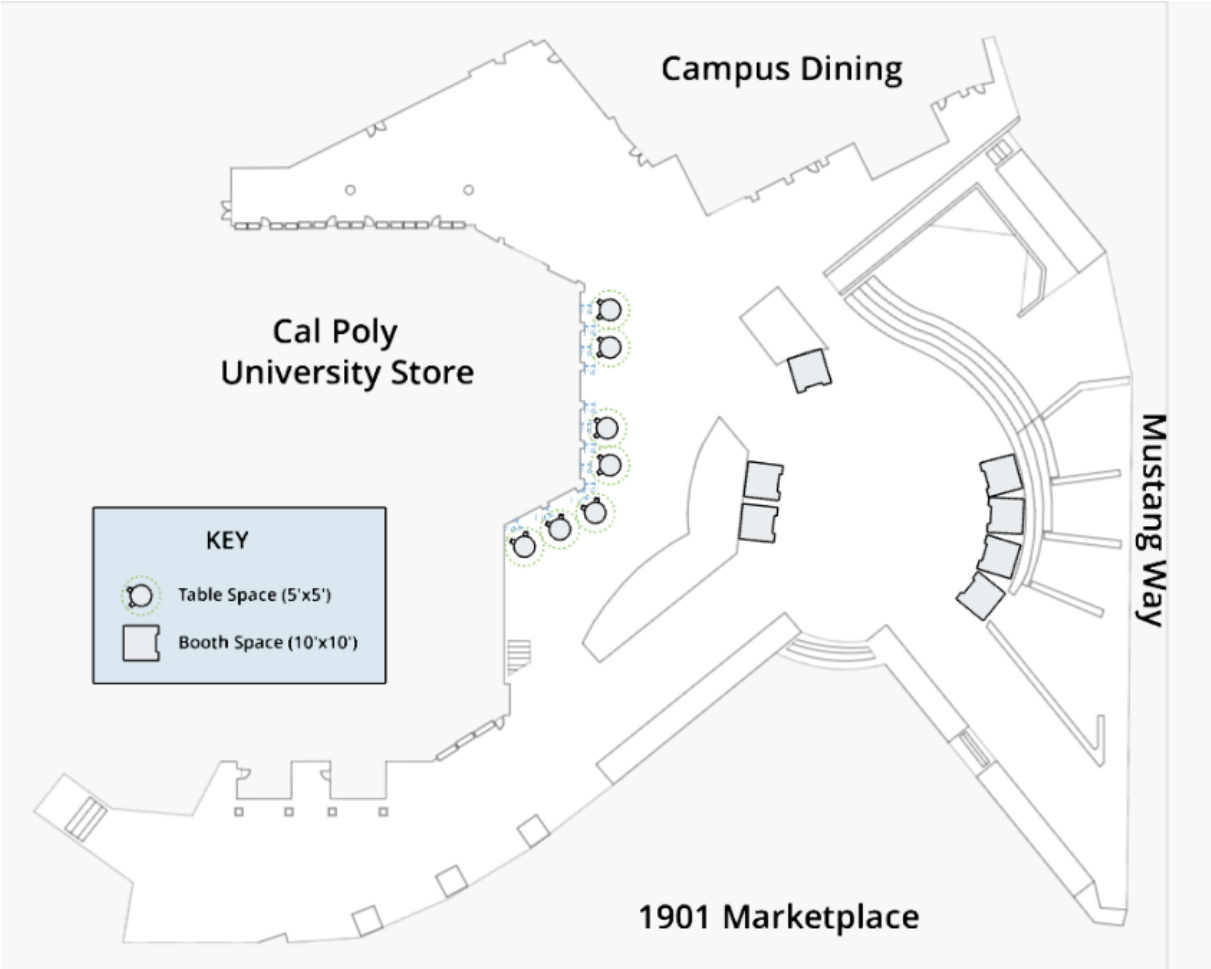 Campus Dining
Cal Poly
University Store
Mustang Way
KEY
Table Space (5'x5')
Booth Space (10'x10')
1901 Marketplace